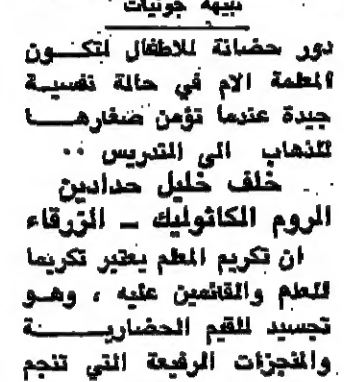 نبيهة جونيات
دور حضانة للاطفال لتكون
المعلمة الام في حالة نفسية
جيدة عندما تؤمن صغارها
للذهاب الى التدريس ..
خلف خليل حدادين
الروم الكاثوليك - الزرقاء
ان تكريم المعلم يعتبر تكريما
للعلم والقائمين عليه ، وهو
تجسيد للقيم الحضارية
والمنجزات الرفيعة التي تنجم